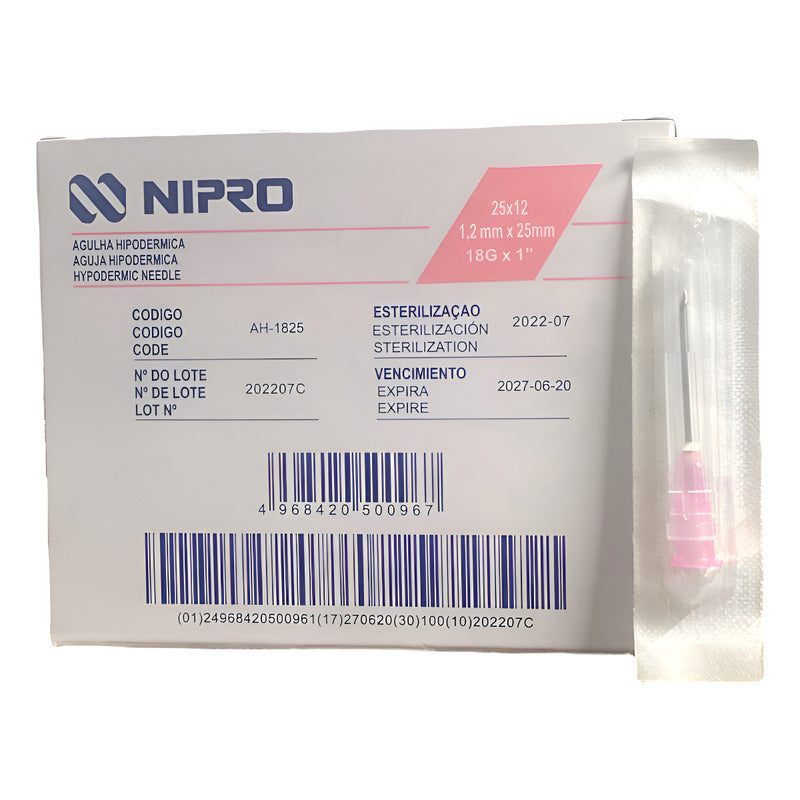 NIPRO
25x12
1,2 mm x 25mm
18G x 1"
AGULHA HIPODERMICA
AGUJA HIPODERMICA
HYPODERMIC NEEDLE
CODIGO
CODIGO
CODE
AH-1825
ESTERILIZAÇAO
ESTERILIZACIÓN
STERILIZATION
2022-07
Nº DO LOTE
Nº DE LOTE
LOT Nº
202207C
VENCIMIENTO
EXPIRA
EXPIRE
2027-06-20
4 968420 500967
(01)24968420500961(17)270620(30)100(10)202207C